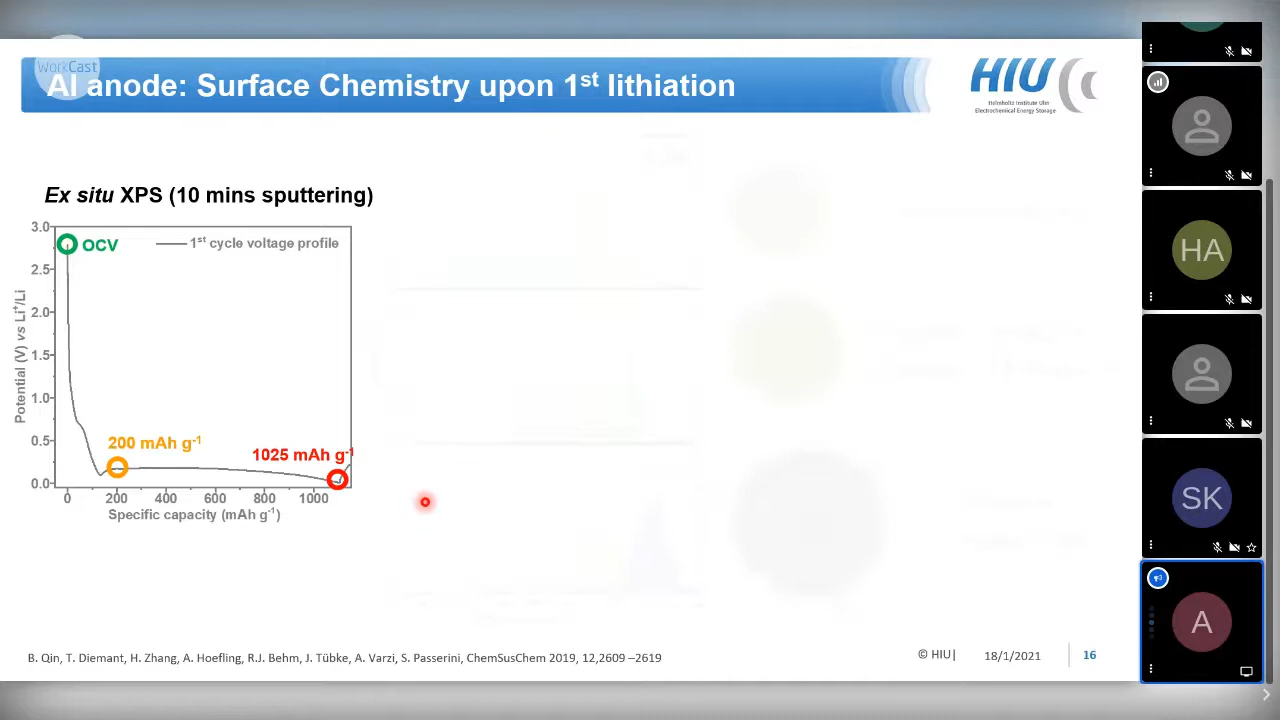 WorkCast
Al anode: Surface Chemistry upon 1st lithiation
HIU
Helmholtz Institute Ulm
Electrochemical Energy Storage
Ex situ XPS (10 mins sputtering)
3.0
2.5
2.0
1.5
1.0
0.5
0.0
Potential (V) vs Li+/Li
OCV
1st cycle voltage profile
200 mAh g-1
1025 mAh g-1
0 200 400 600 800 1000
Specific capacity (mAh g-1)
B. Qin, T. Diemant, H. Zhang, A. Hoefling, R.J. Behm, J. Tübke, A. Varzi, S. Passerini, ChemSusChem 2019, 12,2609 –2619
© HIU|
18/1/2021
16
HA
SK
A